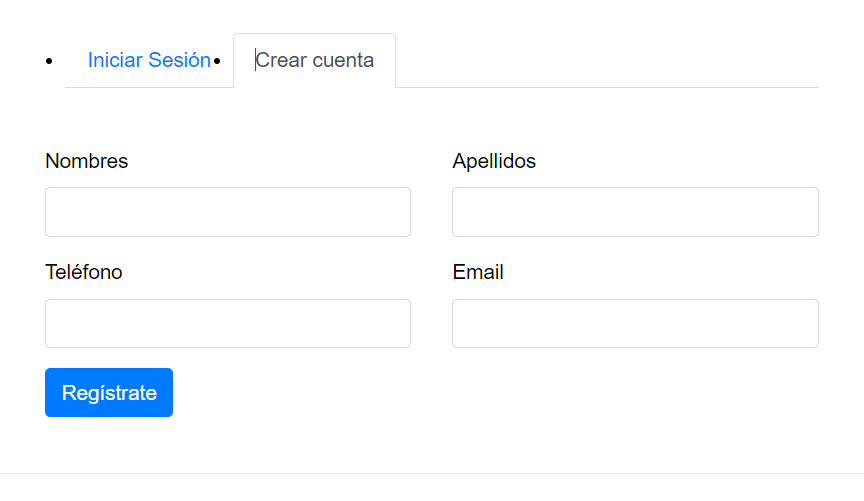 Iniciar Sesión Crear cuenta
Nombres Apellidos
Teléfono Email
Regístrate